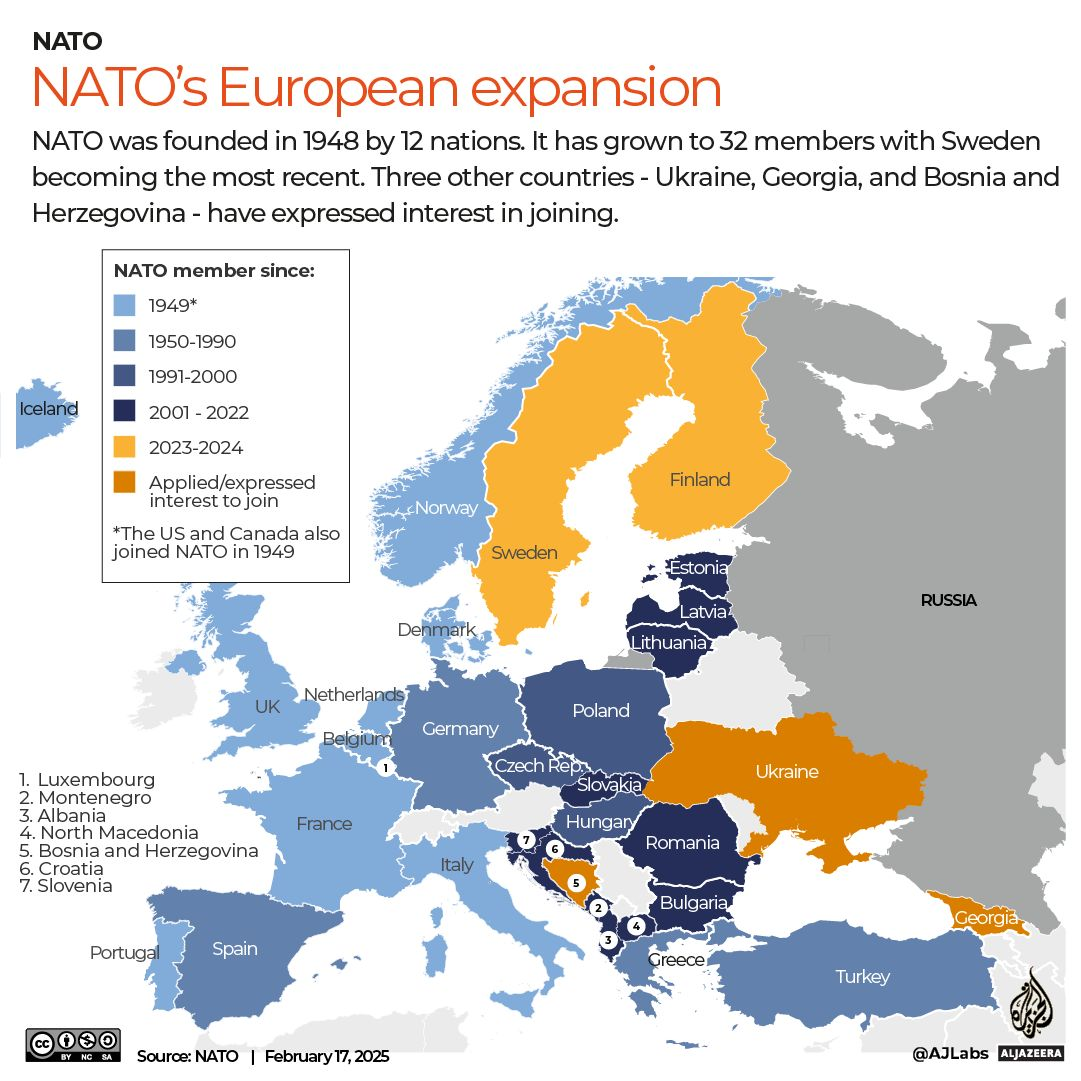 NATO
NATO's European expansion
NATO was founded in 1948 by 12 nations. It has grown to 32 members with Sweden
becoming the most recent. Three other countries - Ukraine, Georgia, and Bosnia and
Herzegovina - have expressed interest in joining.
NATO member since:
1949*
1950-1990
1991-2000
2001 - 2022
2023-2024
Applied/expressed
interest to join
*The US and Canada also
joined NATO in 1949
Iceland
Norway
Sweden
Finland
Estonia
Latvia
Lithuania
RUSSIA
Denmark
Netherlands
UK
Belgium
Germany
Poland
1
Czech Rep.
Slovakia
Ukraine
France
Hungary
Romania
7
6
Italy
5
Bulgaria
2
4
3
Georgia
Portugal
Spain
Greece
Turkey
1. Luxembourg
2. Montenegro
3. Albania
4. North Macedonia
5. Bosnia and Herzegovina
6. Croatia
7. Slovenia
cc
BY NC SA
Source: NATO | February 17, 2025
@AJLabs
ALJAZEERA